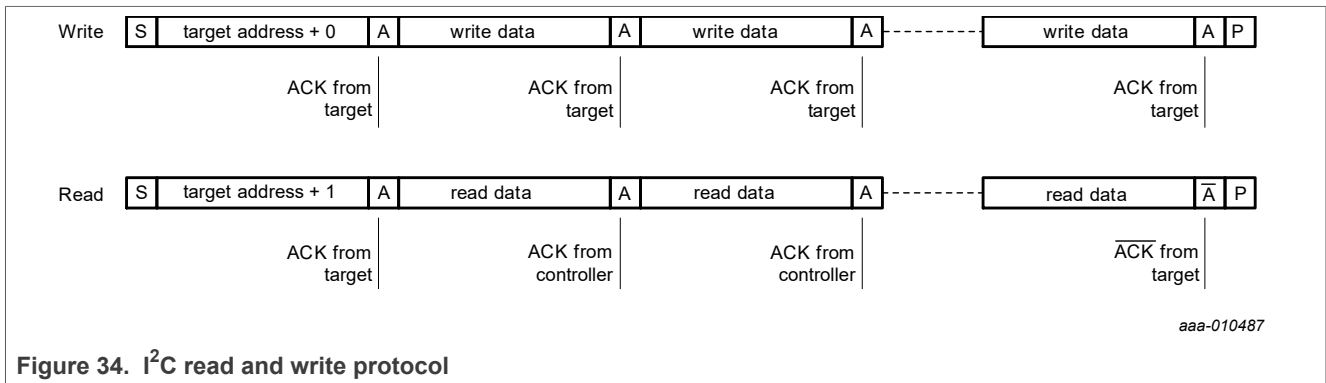 Write S target address + 0 A write data A write data A write data A P
ACK from target ACK from target ACK from target ACK from target
Read S target address + 1 A read data A read data A read data A̅ P
ACK from target ACK from controller ACK from controller A̅C̅K̅ from target
aaa-010487
Figure 34. I²C read and write protocol